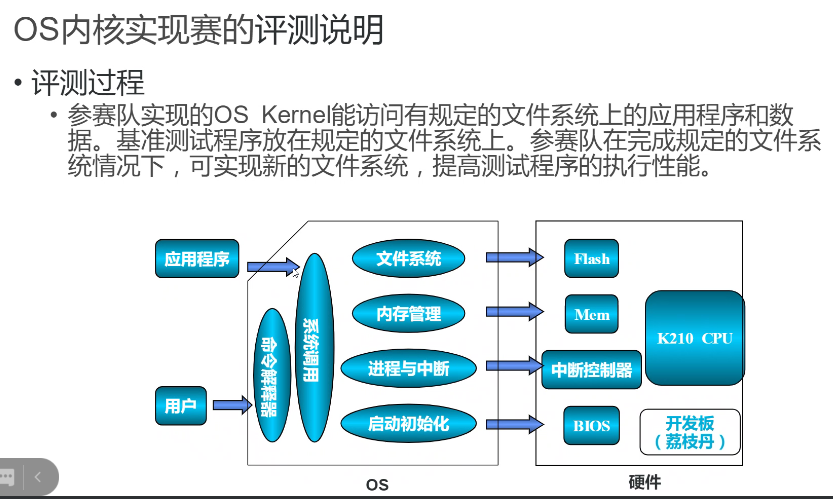 OS内核实现赛的评测说明
• 评测过程
• 参赛队实现的OS Kernel能访问有规定的文件系统上的应用程序和数
据。基准测试程序放在规定的文件系统上。参赛队在完成规定的文件系
统情况下，可实现新的文件系统，提高测试程序的执行性能。
应用程序
用户
命令解释器
系统调用
文件系统
内存管理
进程与中断
启动初始化
OS
Flash
Mem
中断控制器
BIOS
K210 CPU
开发板
（荔枝丹）
硬件